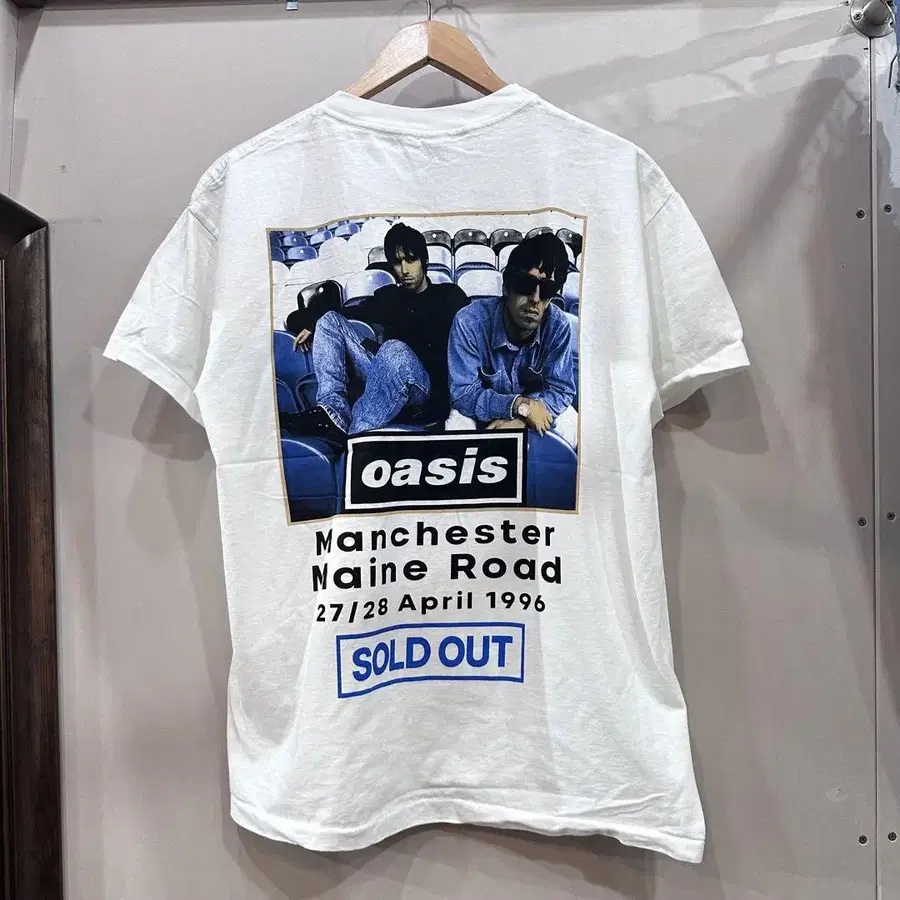 oasis
Manchester
Maine Road
27/28 April 1996
SOLD OUT